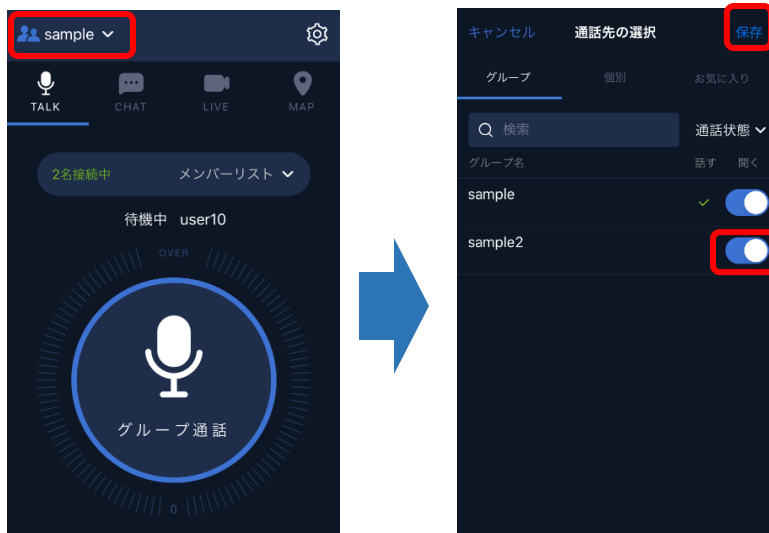 sample
TALK
CHAT
LIVE
MAP
2名接続中
メンバーリスト
待機中 user10
OVER
グループ通話
0
キャンセル
通話先の選択
保存
グループ
個別
お気に入り
検索
通話状態
グループ名
話す
聞く
sample
sample2